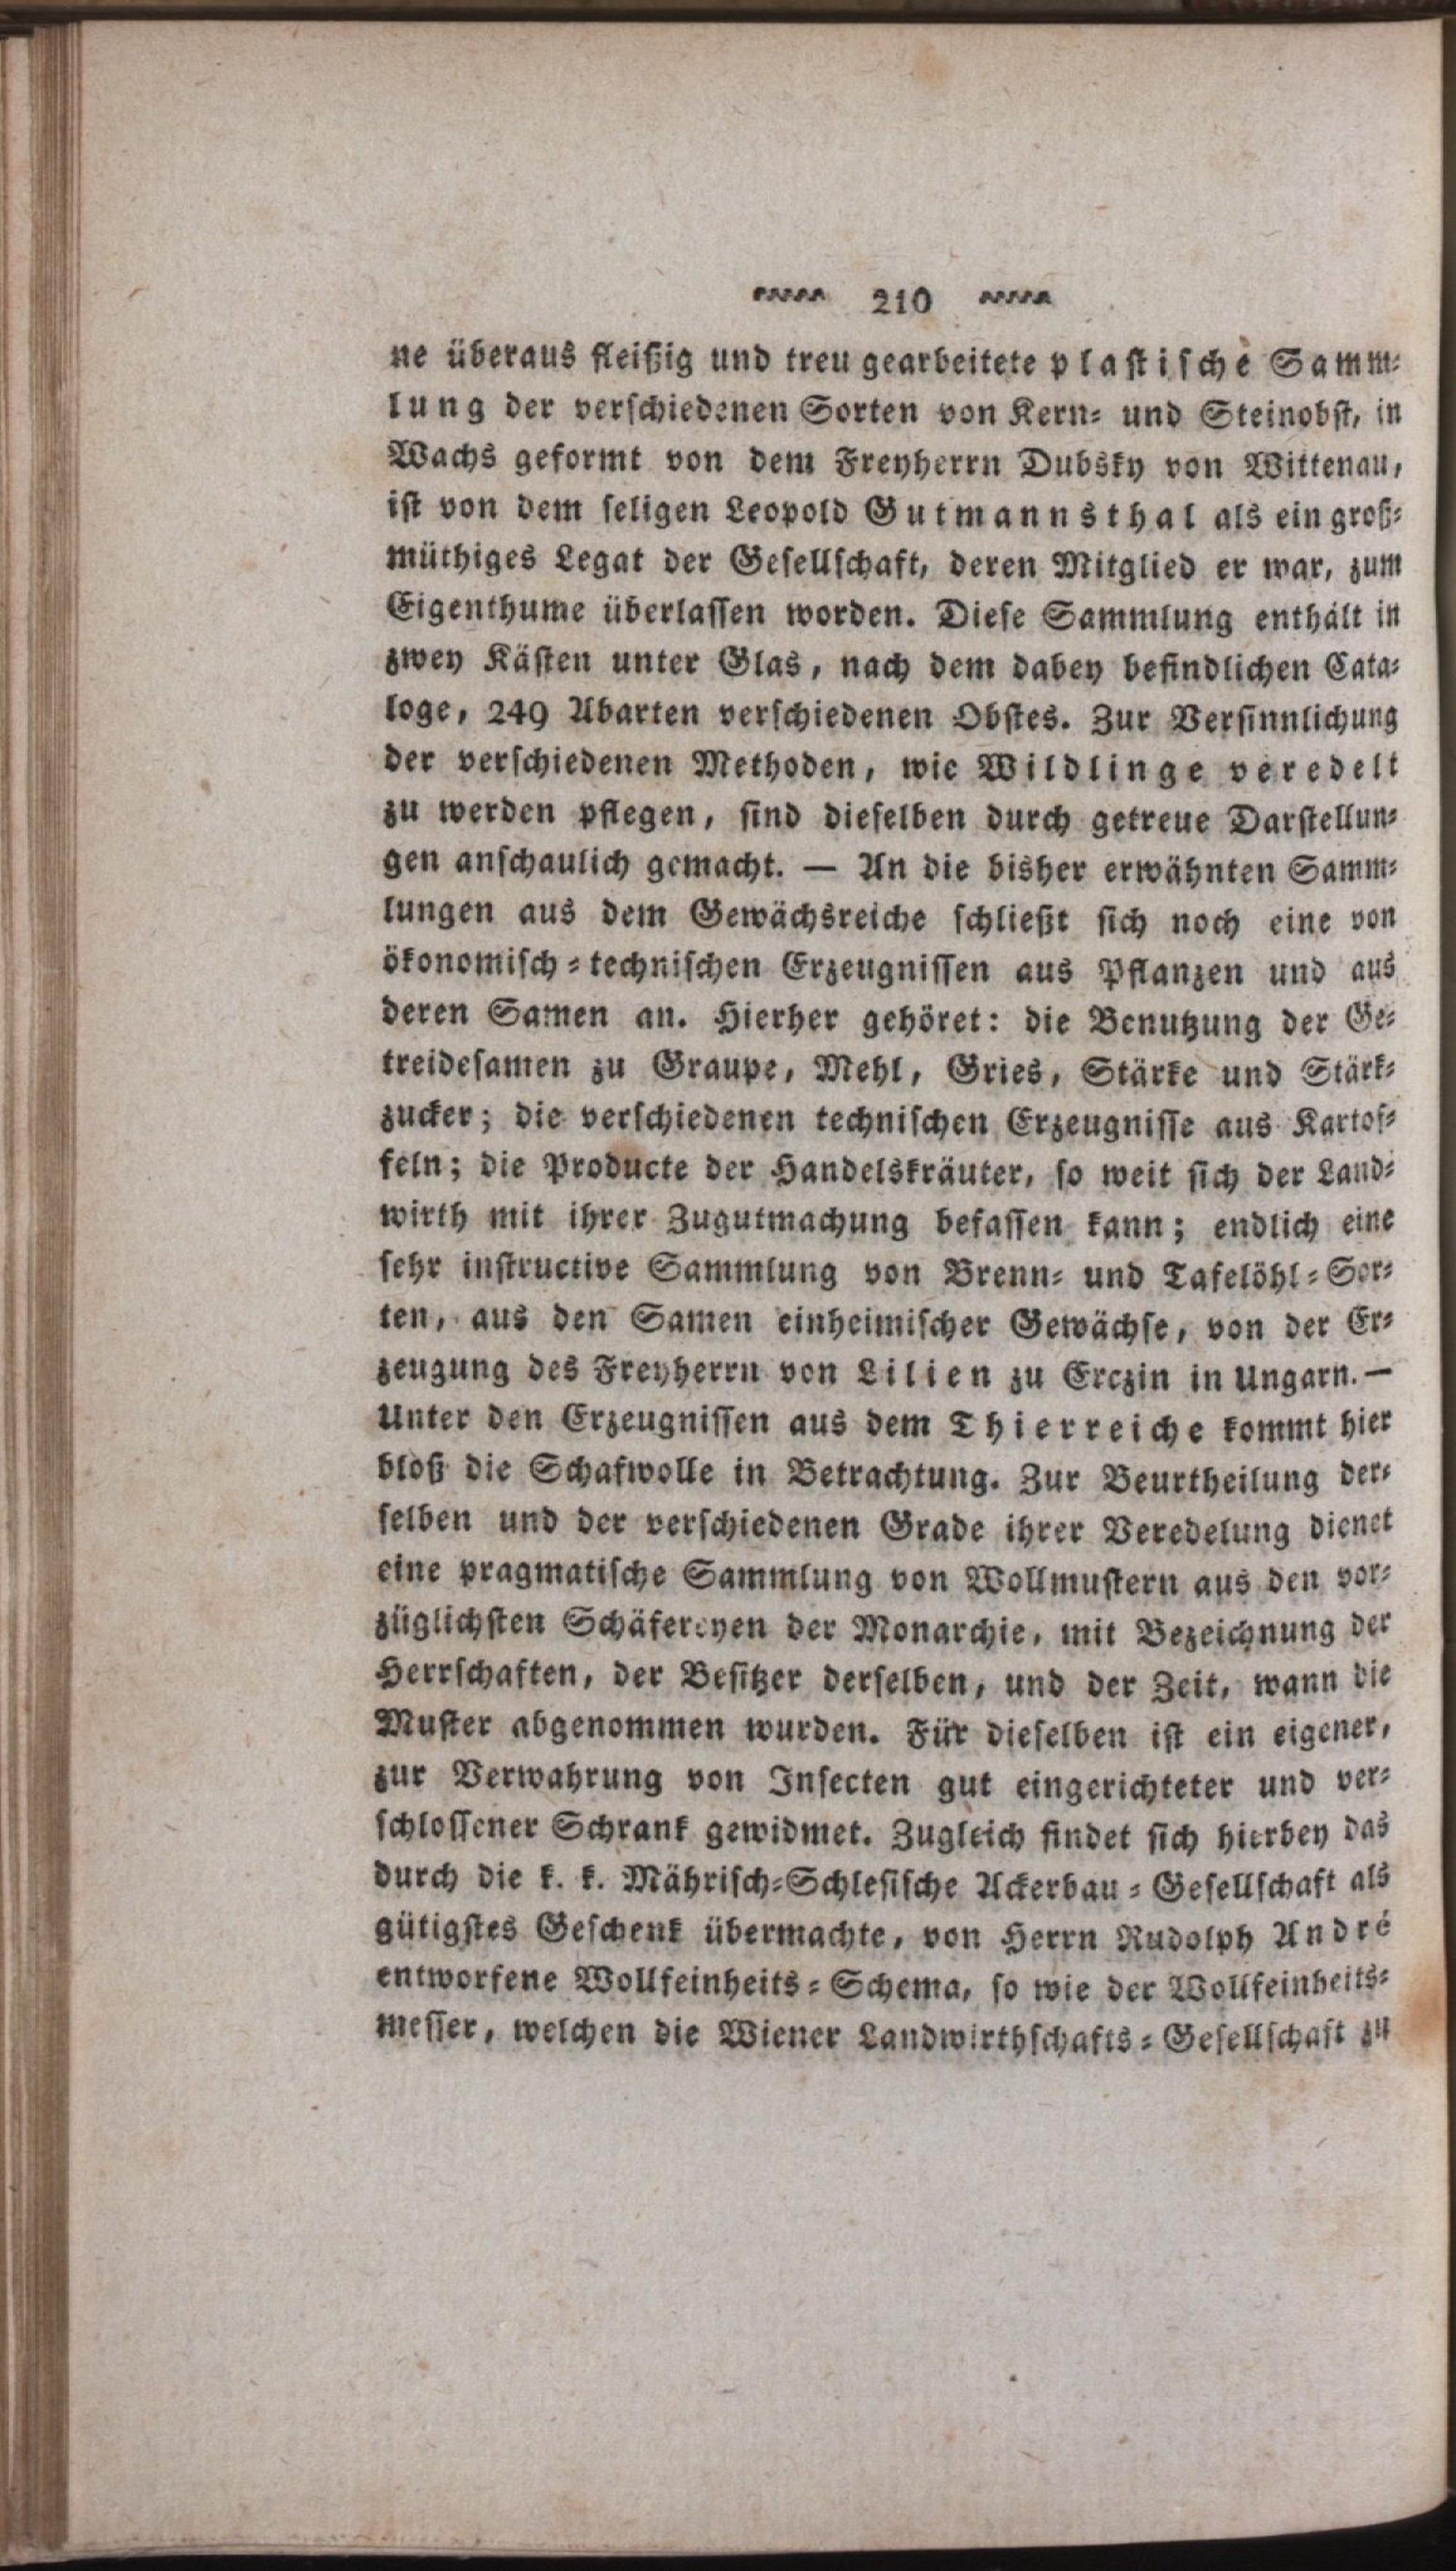 210
ne überaus fleißig und treu gearbeitete plastische Samm-
lung der verschiedenen Sorten von Kern- und Steinobst, in
Wachs geformt von dem Freyherrn Dubsky von Wittenau,
ist von dem seligen Leopold Gutmannsthal als ein groß-
müthiges Legat der Gesellschaft, deren Mitglied er war, zum
Eigenthume überlassen worden. Diese Sammlung enthält in
zwey Kästen unter Glas, nach dem dabey befindlichen Cata-
loge, 249 Abarten verschiedenen Obstes. Zur Versinnlichung
der verschiedenen Methoden, wie Wildlinge veredelt
zu werden pflegen, sind dieselben durch getreue Darstellun-
gen anschaulich gemacht. — An die bisher erwähnten Samm-
lungen aus dem Gewächsreiche schließt sich noch eine von
ökonomisch-technischen Erzeugnissen aus Pflanzen und aus
deren Samen an. Hierher gehöret: die Benutzung der Ge-
treidesamen zu Graupe, Mehl, Gries, Stärke und Stärk-
zucker; die verschiedenen technischen Erzeugnisse aus Kartof-
feln; die Producte der Handelskräuter, so weit sich der Land-
wirth mit ihrer Zugutmachung befassen kann; endlich eine
sehr instructive Sammlung von Brenn- und Tafelöhl-Sor-
ten, aus den Samen einheimischer Gewächse, von der Er-
zeugung des Freyherrn von Lilien zu Erczin in Ungarn. —
Unter den Erzeugnissen aus dem Thierreiche kommt hier
bloß die Schafwolle in Betrachtung. Zur Beurtheilung der-
selben und der verschiedenen Grade ihrer Veredelung dienet
eine pragmatische Sammlung von Wollmustern aus den vor-
züglichsten Schäfereyen der Monarchie, mit Bezeichnung der
Herrschaften, der Besitzer derselben, und der Zeit, wann die
Muster abgenommen wurden. Für dieselben ist ein eigener,
zur Verwahrung von Insecten gut eingerichteter und ver-
schlossener Schrank gewidmet. Zugleich findet sich hierbey das
durch die k. k. Mährisch-Schlesische Ackerbau-Gesellschaft als
gütigstes Geschenk übermachte, von Herrn Rudolph André
entworfene Wollfeinheits-Schema, so wie der Wollfeinheits-
messer, welchen die Wiener Landwirthschafts-Gesellschaft zu